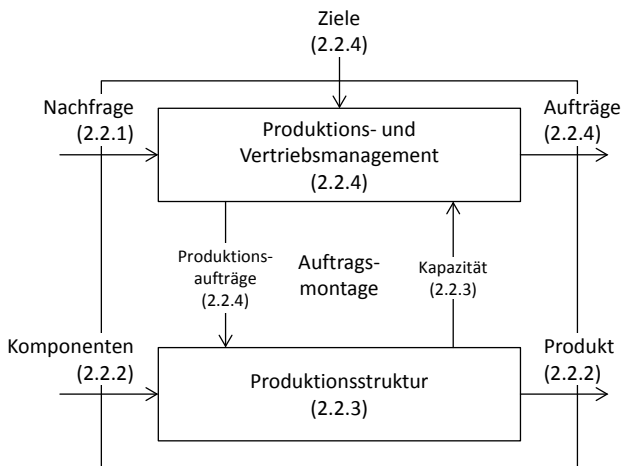 Ziele
(2.2.4)
Nachfrage
(2.2.1)
Produktions- und
Vertriebsmanagement
(2.2.4)
Aufträge
(2.2.4)
Produktions-
aufträge
(2.2.4)
Auftrags-
montage
Kapazität
(2.2.3)
Komponenten
(2.2.2)
Produktionsstruktur
(2.2.3)
Produkt
(2.2.2)